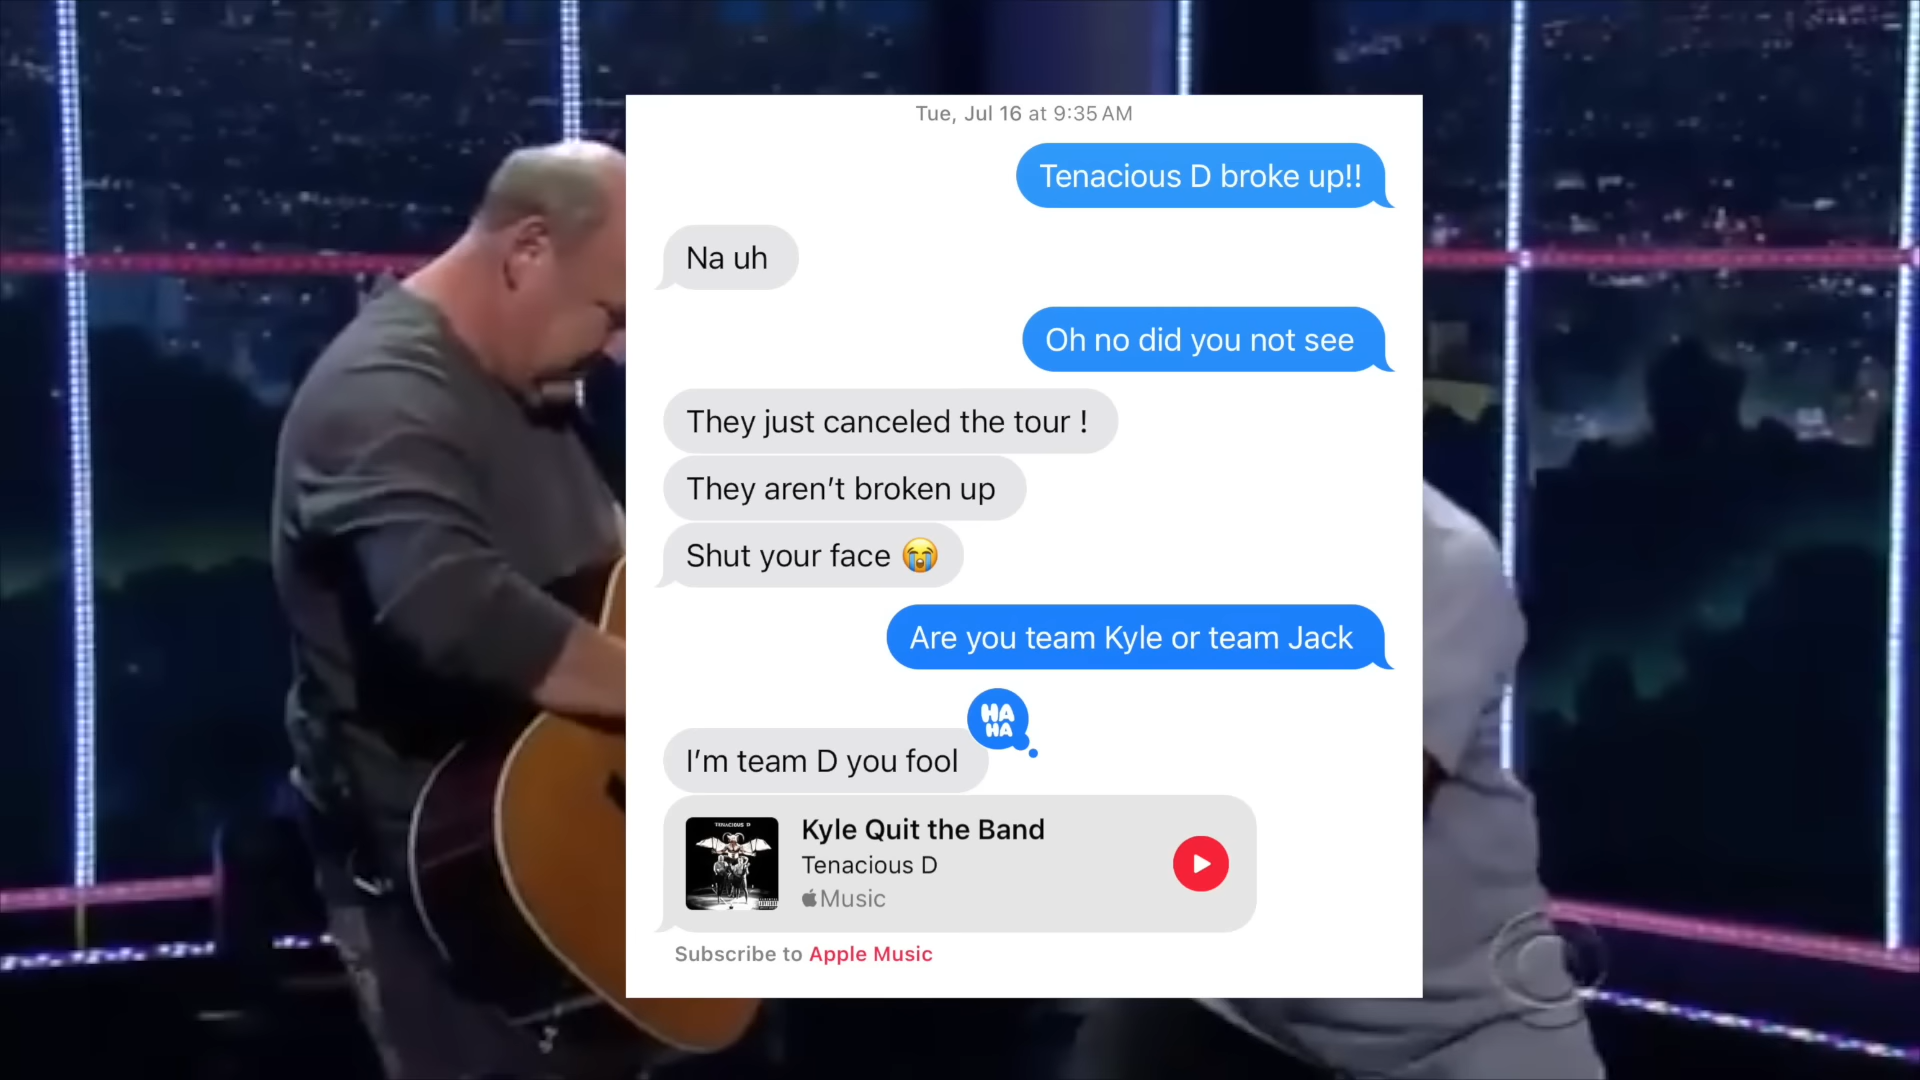 Tue, Jul 16 at 9:35 AM
Tenacious D broke up!!
Na uh
Oh no did you not see
They just canceled the tour !
They aren't broken up
Shut your face 😭
Are you team Kyle or team Jack
HA
HA
I'm team D you fool
TENACIOUS D
Kyle Quit the Band
Tenacious D
Music
Subscribe to Apple Music